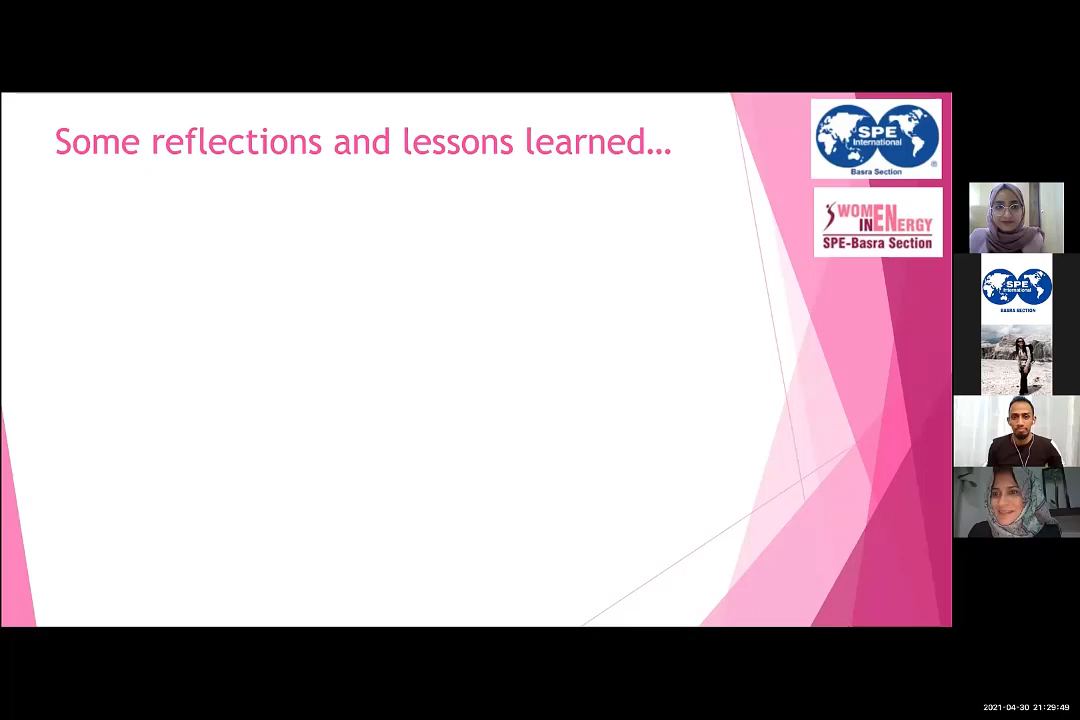 Some reflections and lessons learned…
SPE
International
®
Basra Section
WOMEN
IN ENERGY
SPE-Basra Section
SPE
International
BASRA SECTION
2021-04-30 21:29:49